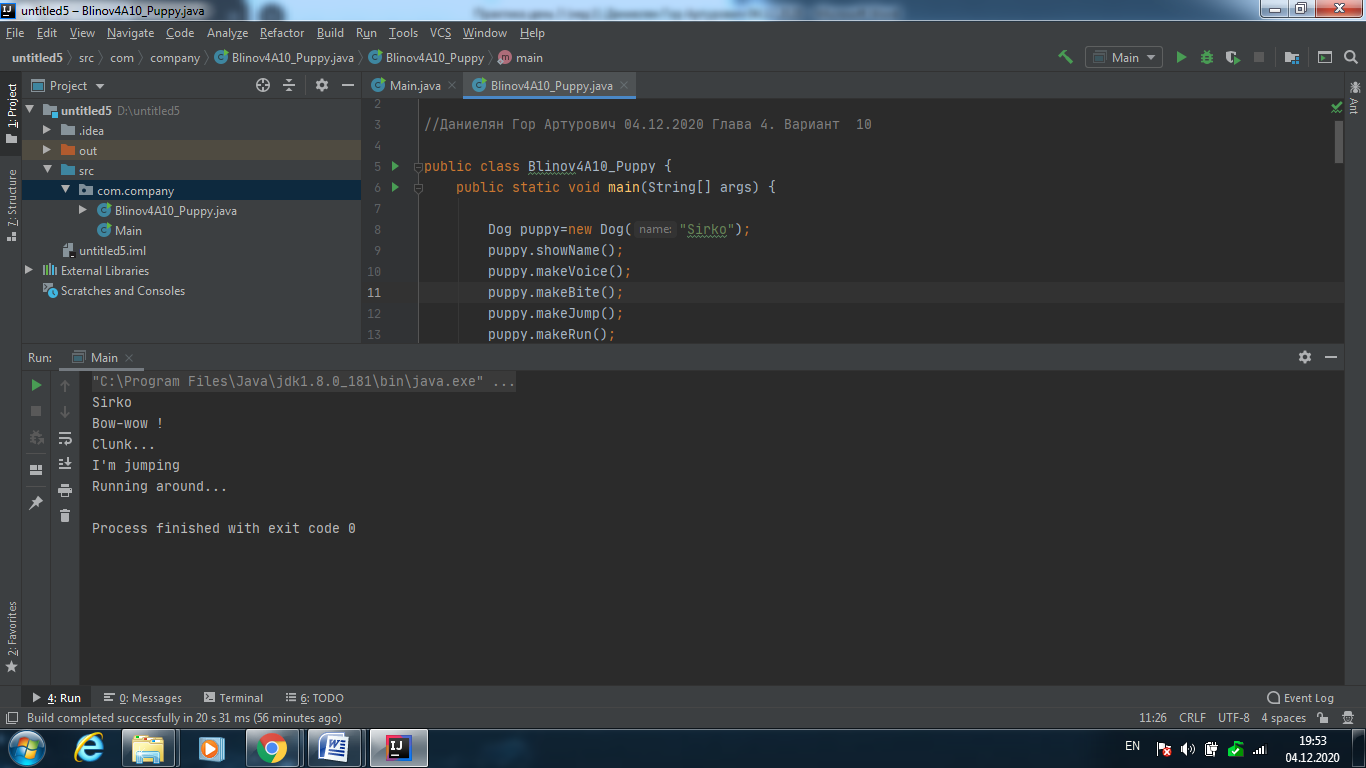 untitled5 – Blinov4A10_Puppy.java
File Edit View Navigate Code Analyze Refactor Build Run Tools VCS Window Help
untitled5 src com company Blinov4A10_Puppy.java Blinov4A10_Puppy main
Main
1: Project
7: Structure
2: Favorites
Ant
Project
untitled5 D:\untitled5
.idea
out
src
com.company
Blinov4A10_Puppy.java
Main
untitled5.iml
External Libraries
Scratches and Consoles
Main.java Blinov4A10_Puppy.java
2
3 //Даниелян Гор Артурович 04.12.2020 Глава 4. Вариант  10
4
5 public class Blinov4A10_Puppy {
6 public static void main(String[] args) {
7
8 Dog puppy=new Dog( name: "Sirko");
9 puppy.showName();
10 puppy.makeVoice();
11 puppy.makeBite();
12 puppy.makeJump();
13 puppy.makeRun();
Run: Main
"C:\Program Files\Java\jdk1.8.0_181\bin\java.exe" ...
Sirko
Bow-wow !
Clunk...
I'm jumping
Running around...
Process finished with exit code 0
4: Run 0: Messages Terminal 6: TODO Event Log
Build completed successfully in 20 s 31 ms (56 minutes ago) 11:26 CRLF UTF-8 4 spaces
EN 19:53
04.12.2020